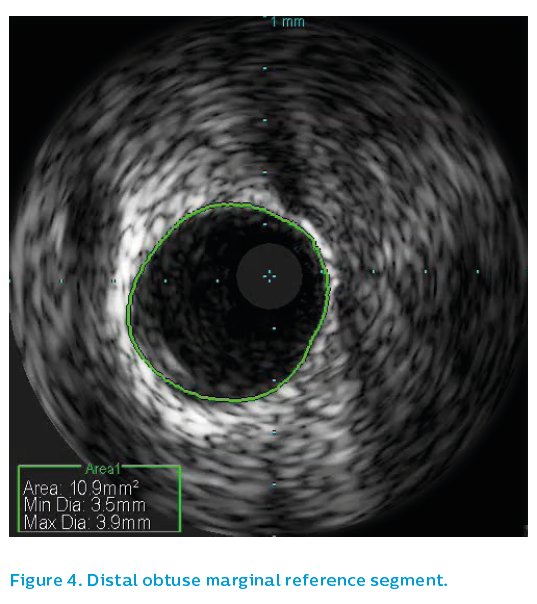 1 mm
Area1
Area: 10.9mm²
Min Dia: 3.5mm
Max Dia: 3.9mm
Figure 4. Distal obtuse marginal reference segment.